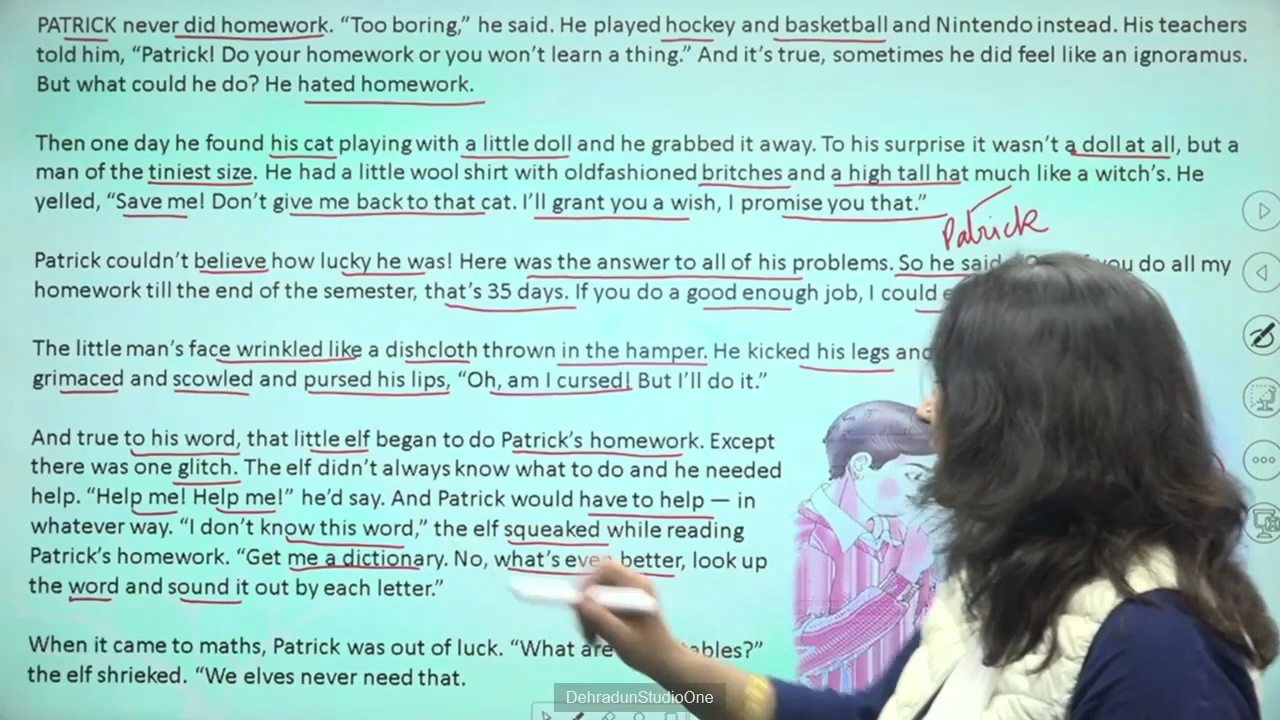 PATRICK never did homework. “Too boring,” he said. He played hockey and basketball and Nintendo instead. His teachers
told him, “Patrick! Do your homework or you won’t learn a thing.” And it’s true, sometimes he did feel like an ignoramus.
But what could he do? He hated homework.
Then one day he found his cat playing with a little doll and he grabbed it away. To his surprise it wasn’t a doll at all, but a
man of the tiniest size. He had a little wool shirt with oldfashioned britches and a high tall hat much like a witch’s. He
yelled, “Save me! Don’t give me back to that cat. I’ll grant you a wish, I promise you that.”
Patrick
Patrick couldn’t believe how lucky he was! Here was the answer to all of his problems. So he said, you do all my
homework till the end of the semester, that’s 35 days. If you do a good enough job, I could
The little man’s face wrinkled like a dishcloth thrown in the hamper. He kicked his legs and
grimaced and scowled and pursed his lips, “Oh, am I cursed! But I’ll do it.”
And true to his word, that little elf began to do Patrick’s homework. Except
there was one glitch. The elf didn’t always know what to do and he needed
help. “Help me! Help me!” he’d say. And Patrick would have to help — in
whatever way. “I don’t know this word,” the elf squeaked while reading
Patrick’s homework. “Get me a dictionary. No, what’s even better, look up
the word and sound it out by each letter.”
When it came to maths, Patrick was out of luck. “What are
the elf shrieked. “We elves never need that.
DehradunStudioOne